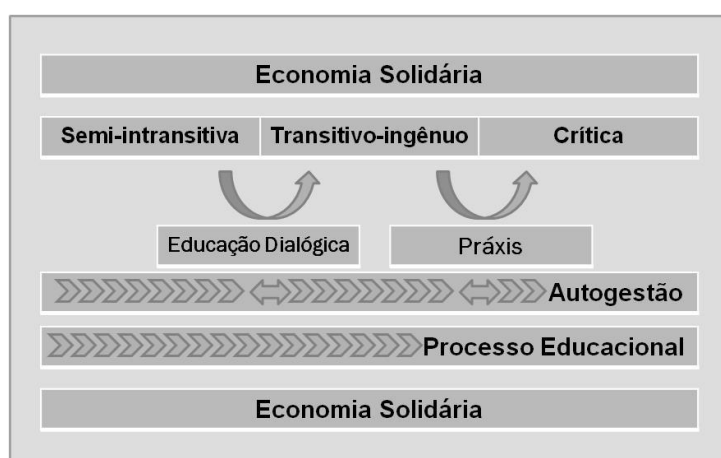 Economia Solidária
Semi-intransitiva Transitivo-ingênuo Crítica
Educação Dialógica Práxis
Autogestão
Processo Educacional
Economia Solidária